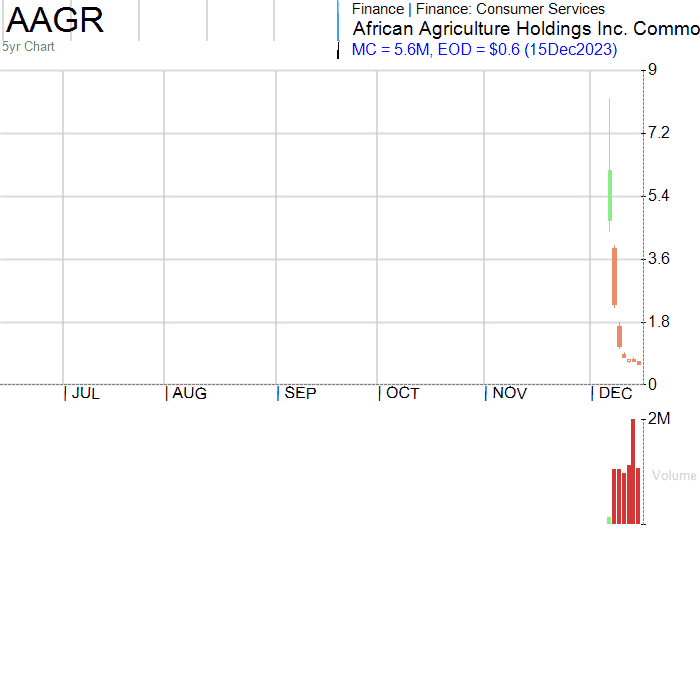 AAGR
5yr Chart
Finance | Finance: Consumer Services
African Agriculture Holdings Inc. Commo
MC = 5.6M, EOD = $0.6 (15Dec2023)
9
7.2
5.4
3.6
1.8
0
JUL AUG SEP OCT NOV DEC
2M
Volume